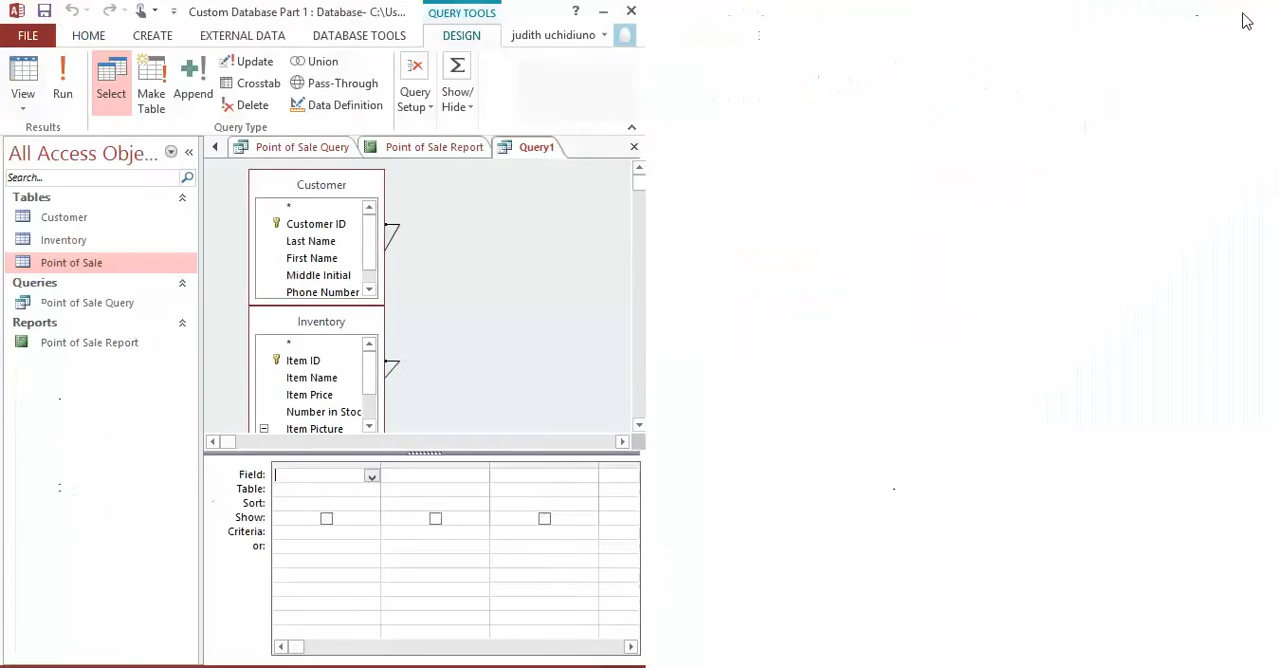 Custom Database Part 1 : Database- C:\Us...
QUERY TOOLS
?
FILE
HOME
CREATE
EXTERNAL DATA
DATABASE TOOLS
DESIGN
judith uchidiuno
View
Run
Select
Make Table
Append
Update
Crosstab
Delete
Union
Pass-Through
Data Definition
Query Setup
Show/ Hide
Results
Query Type
All Access Obje...
Search...
Tables
Customer
Inventory
Point of Sale
Queries
Point of Sale Query
Reports
Point of Sale Report
Point of Sale Query
Point of Sale Report
Query1
Customer
*
Customer ID
Last Name
First Name
Middle Initial
Phone Number
Inventory
*
Item ID
Item Name
Item Price
Number in Stoc
Item Picture
Field:
Table:
Sort:
Show:
Criteria:
or: